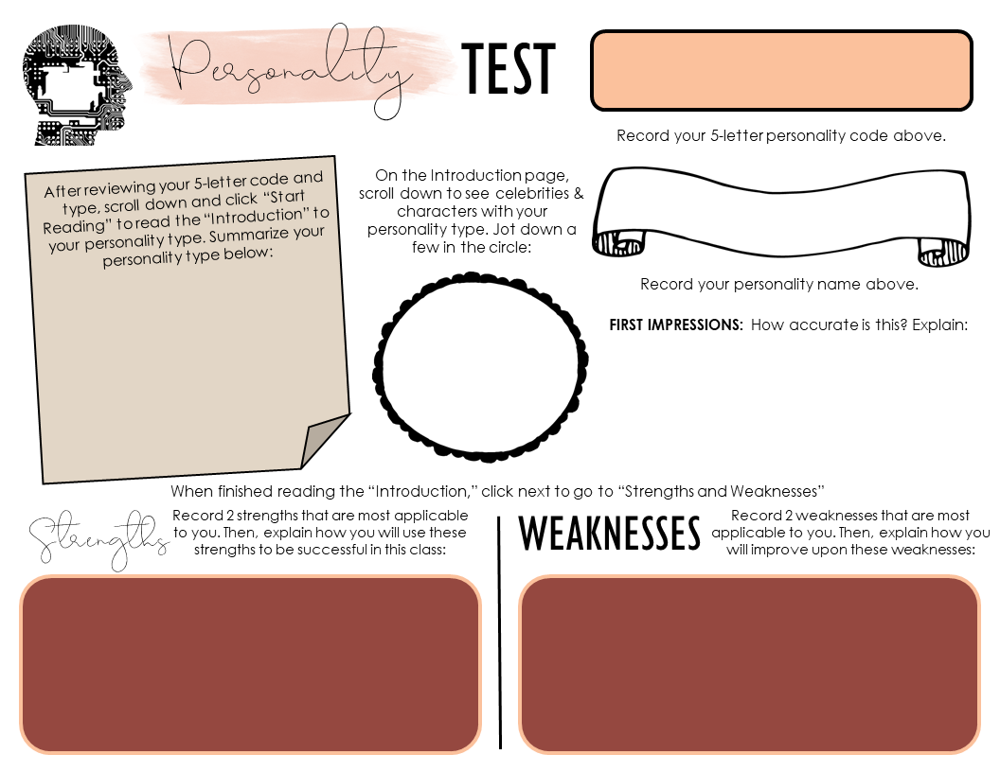 Personality TEST
Record your 5-letter personality code above.
After reviewing your 5-letter code and
type, scroll down and click “Start
Reading” to read the “Introduction” to
your personality type. Summarize your
personality type below:
On the Introduction page,
scroll down to see celebrities &
characters with your
personality type. Jot down a
few in the circle:
Record your personality name above.
FIRST IMPRESSIONS: How accurate is this? Explain:
When finished reading the “Introduction,” click next to go to “Strengths and Weaknesses”
Strengths
Record 2 strengths that are most applicable
to you. Then, explain how you will use these
strengths to be successful in this class:
WEAKNESSES
Record 2 weaknesses that are most
applicable to you. Then, explain how you
will improve upon these weaknesses: